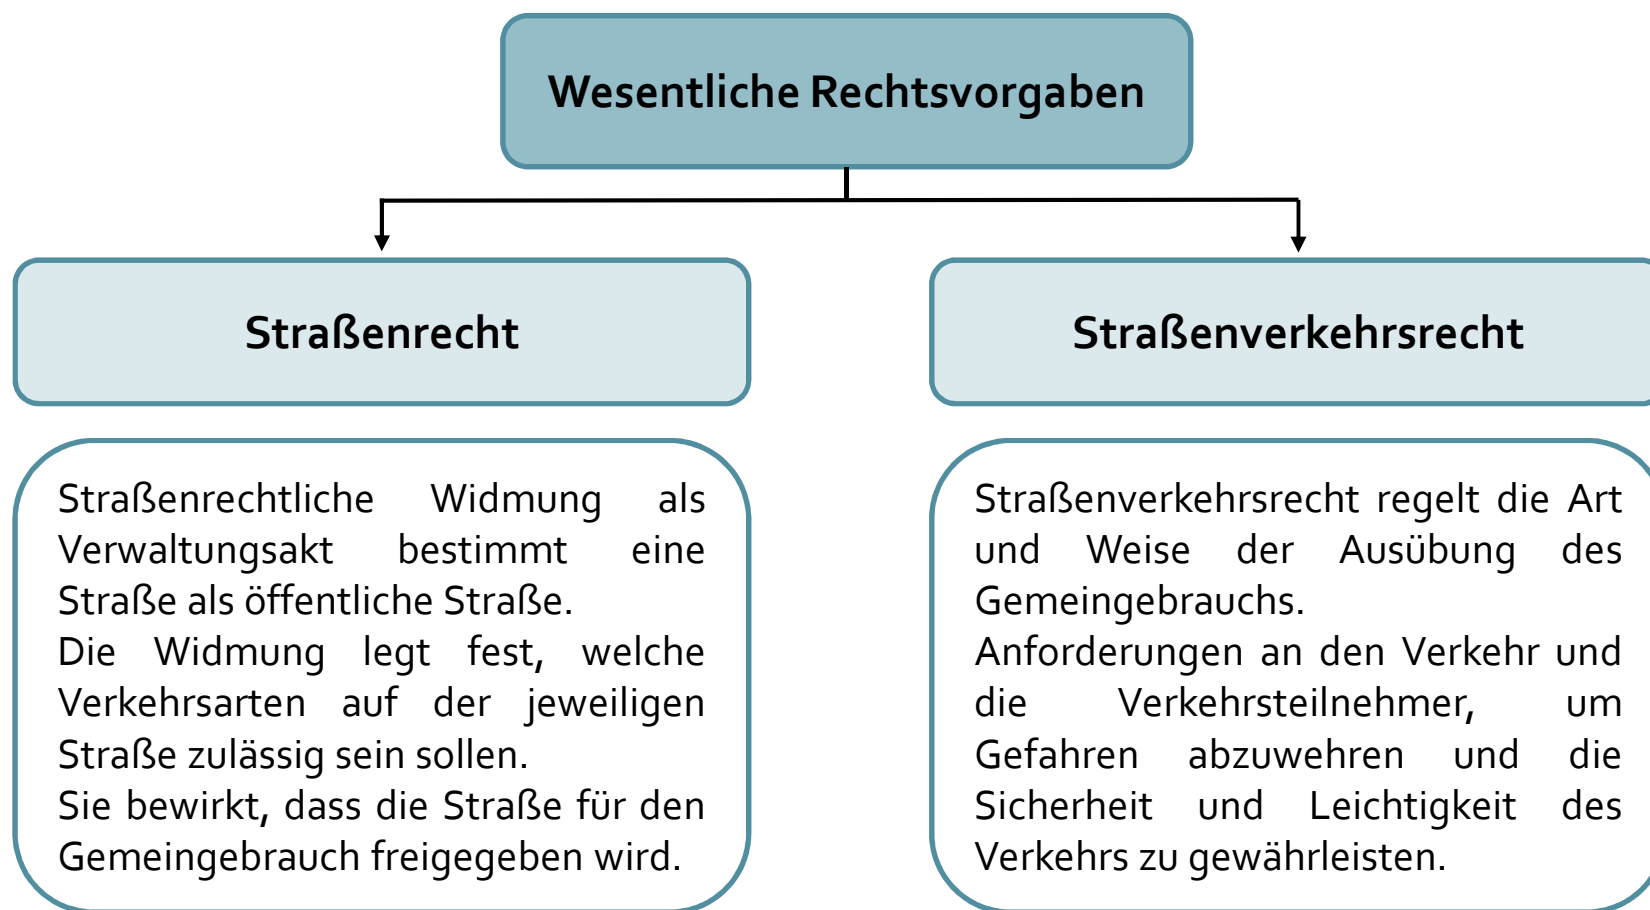 Wesentliche Rechtsvorgaben
Straßenrecht
Straßenrechtliche Widmung als
Verwaltungsakt bestimmt eine
Straße als öffentliche Straße.
Die Widmung legt fest, welche
Verkehrsarten auf der jeweiligen
Straße zulässig sein sollen.
Sie bewirkt, dass die Straße für den
Gemeingebrauch freigegeben wird.
Straßenverkehrsrecht
Straßenverkehrsrecht regelt die Art
und Weise der Ausübung des
Gemeingebrauchs.
Anforderungen an den Verkehr und
die Verkehrsteilnehmer, um
Gefahren abzuwehren und die
Sicherheit und Leichtigkeit des
Verkehrs zu gewährleisten.